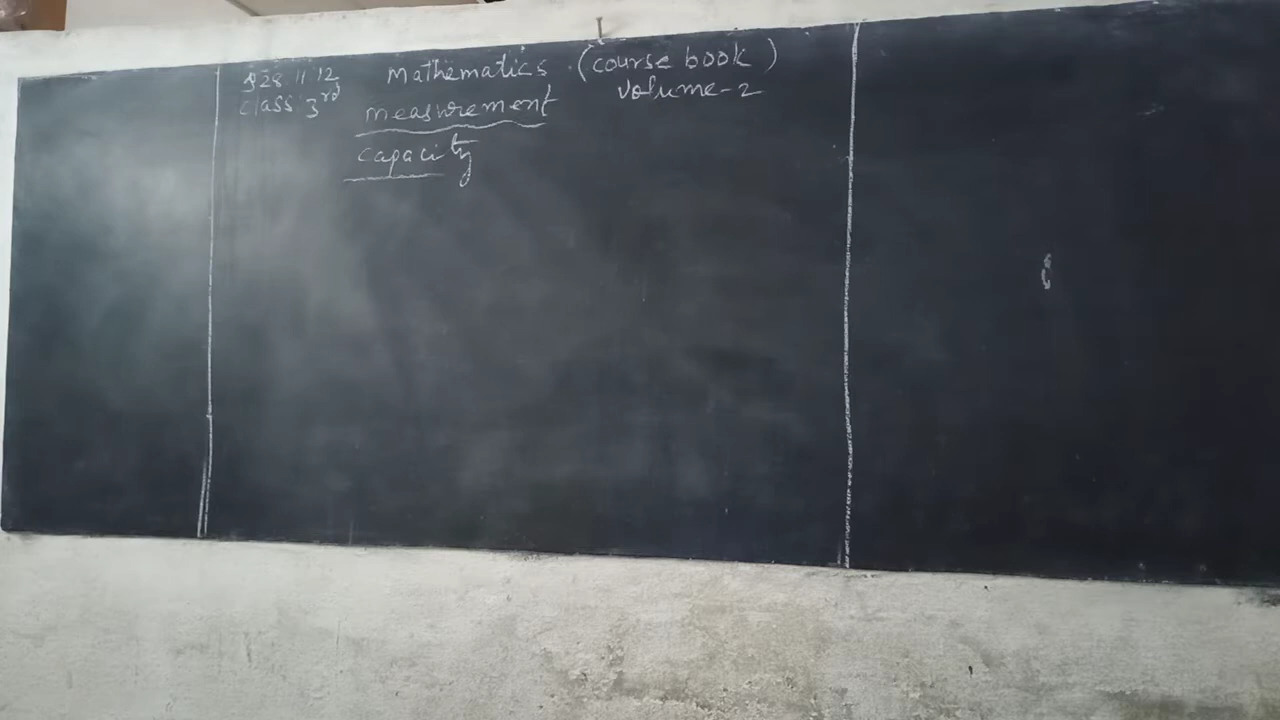 28 11 12 Mathematics (course book)
class 3rd measurement volume-2
capacity